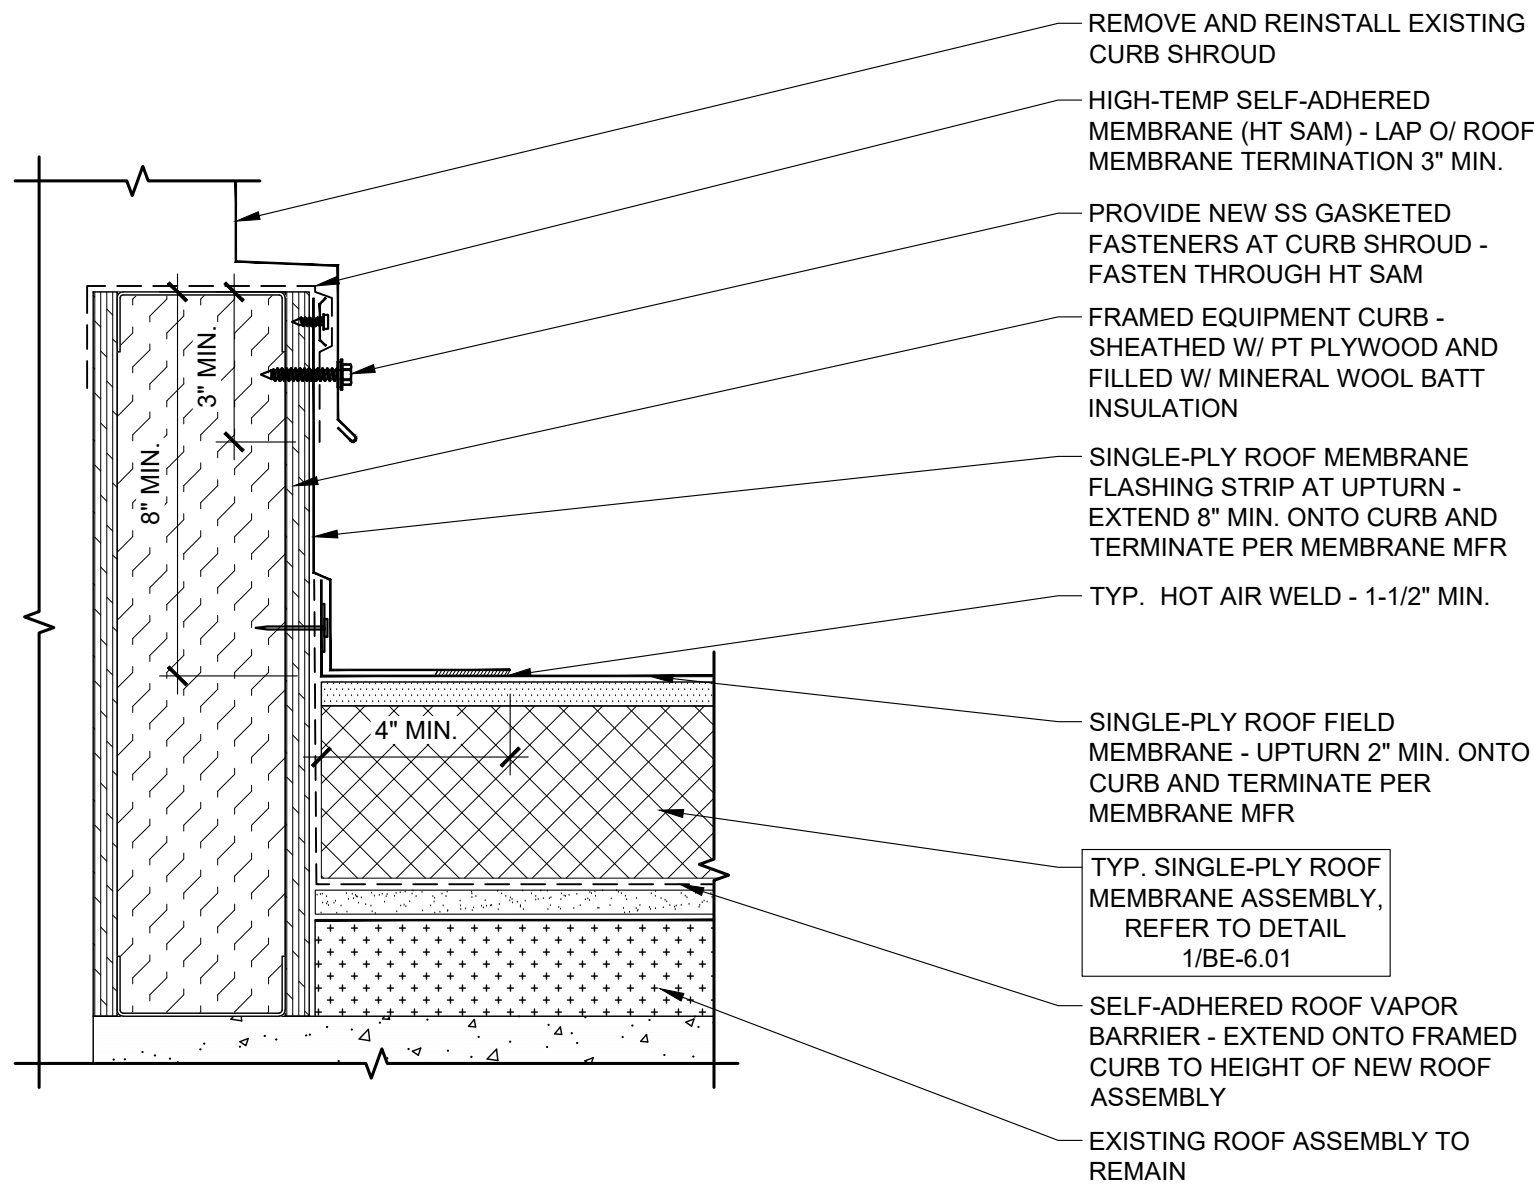 REMOVE AND REINSTALL EXISTING
CURB SHROUD
HIGH-TEMP SELF-ADHERED
MEMBRANE (HT SAM) - LAP O/ ROOF
MEMBRANE TERMINATION 3" MIN.
PROVIDE NEW SS GASKETED
FASTENERS AT CURB SHROUD -
FASTEN THROUGH HT SAM
FRAMED EQUIPMENT CURB -
SHEATHED W/ PT PLYWOOD AND
FILLED W/ MINERAL WOOL BATT
INSULATION
SINGLE-PLY ROOF MEMBRANE
FLASHING STRIP AT UPTURN -
EXTEND 8" MIN. ONTO CURB AND
TERMINATE PER MEMBRANE MFR
TYP. HOT AIR WELD - 1-1/2" MIN.
SINGLE-PLY ROOF FIELD
MEMBRANE - UPTURN 2" MIN. ONTO
CURB AND TERMINATE PER
MEMBRANE MFR
TYP. SINGLE-PLY ROOF
MEMBRANE ASSEMBLY,
REFER TO DETAIL
1/BE-6.01
SELF-ADHERED ROOF VAPOR
BARRIER - EXTEND ONTO FRAMED
CURB TO HEIGHT OF NEW ROOF
ASSEMBLY
EXISTING ROOF ASSEMBLY TO
REMAIN
3" MIN.
8" MIN.
4" MIN.